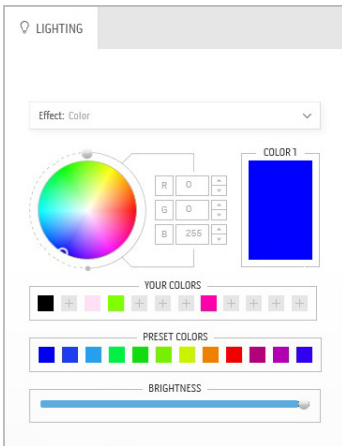 LIGHTING
Effect: Color
COLOR 1
R 0
G 0
B 255
YOUR COLORS
PRESET COLORS
BRIGHTNESS